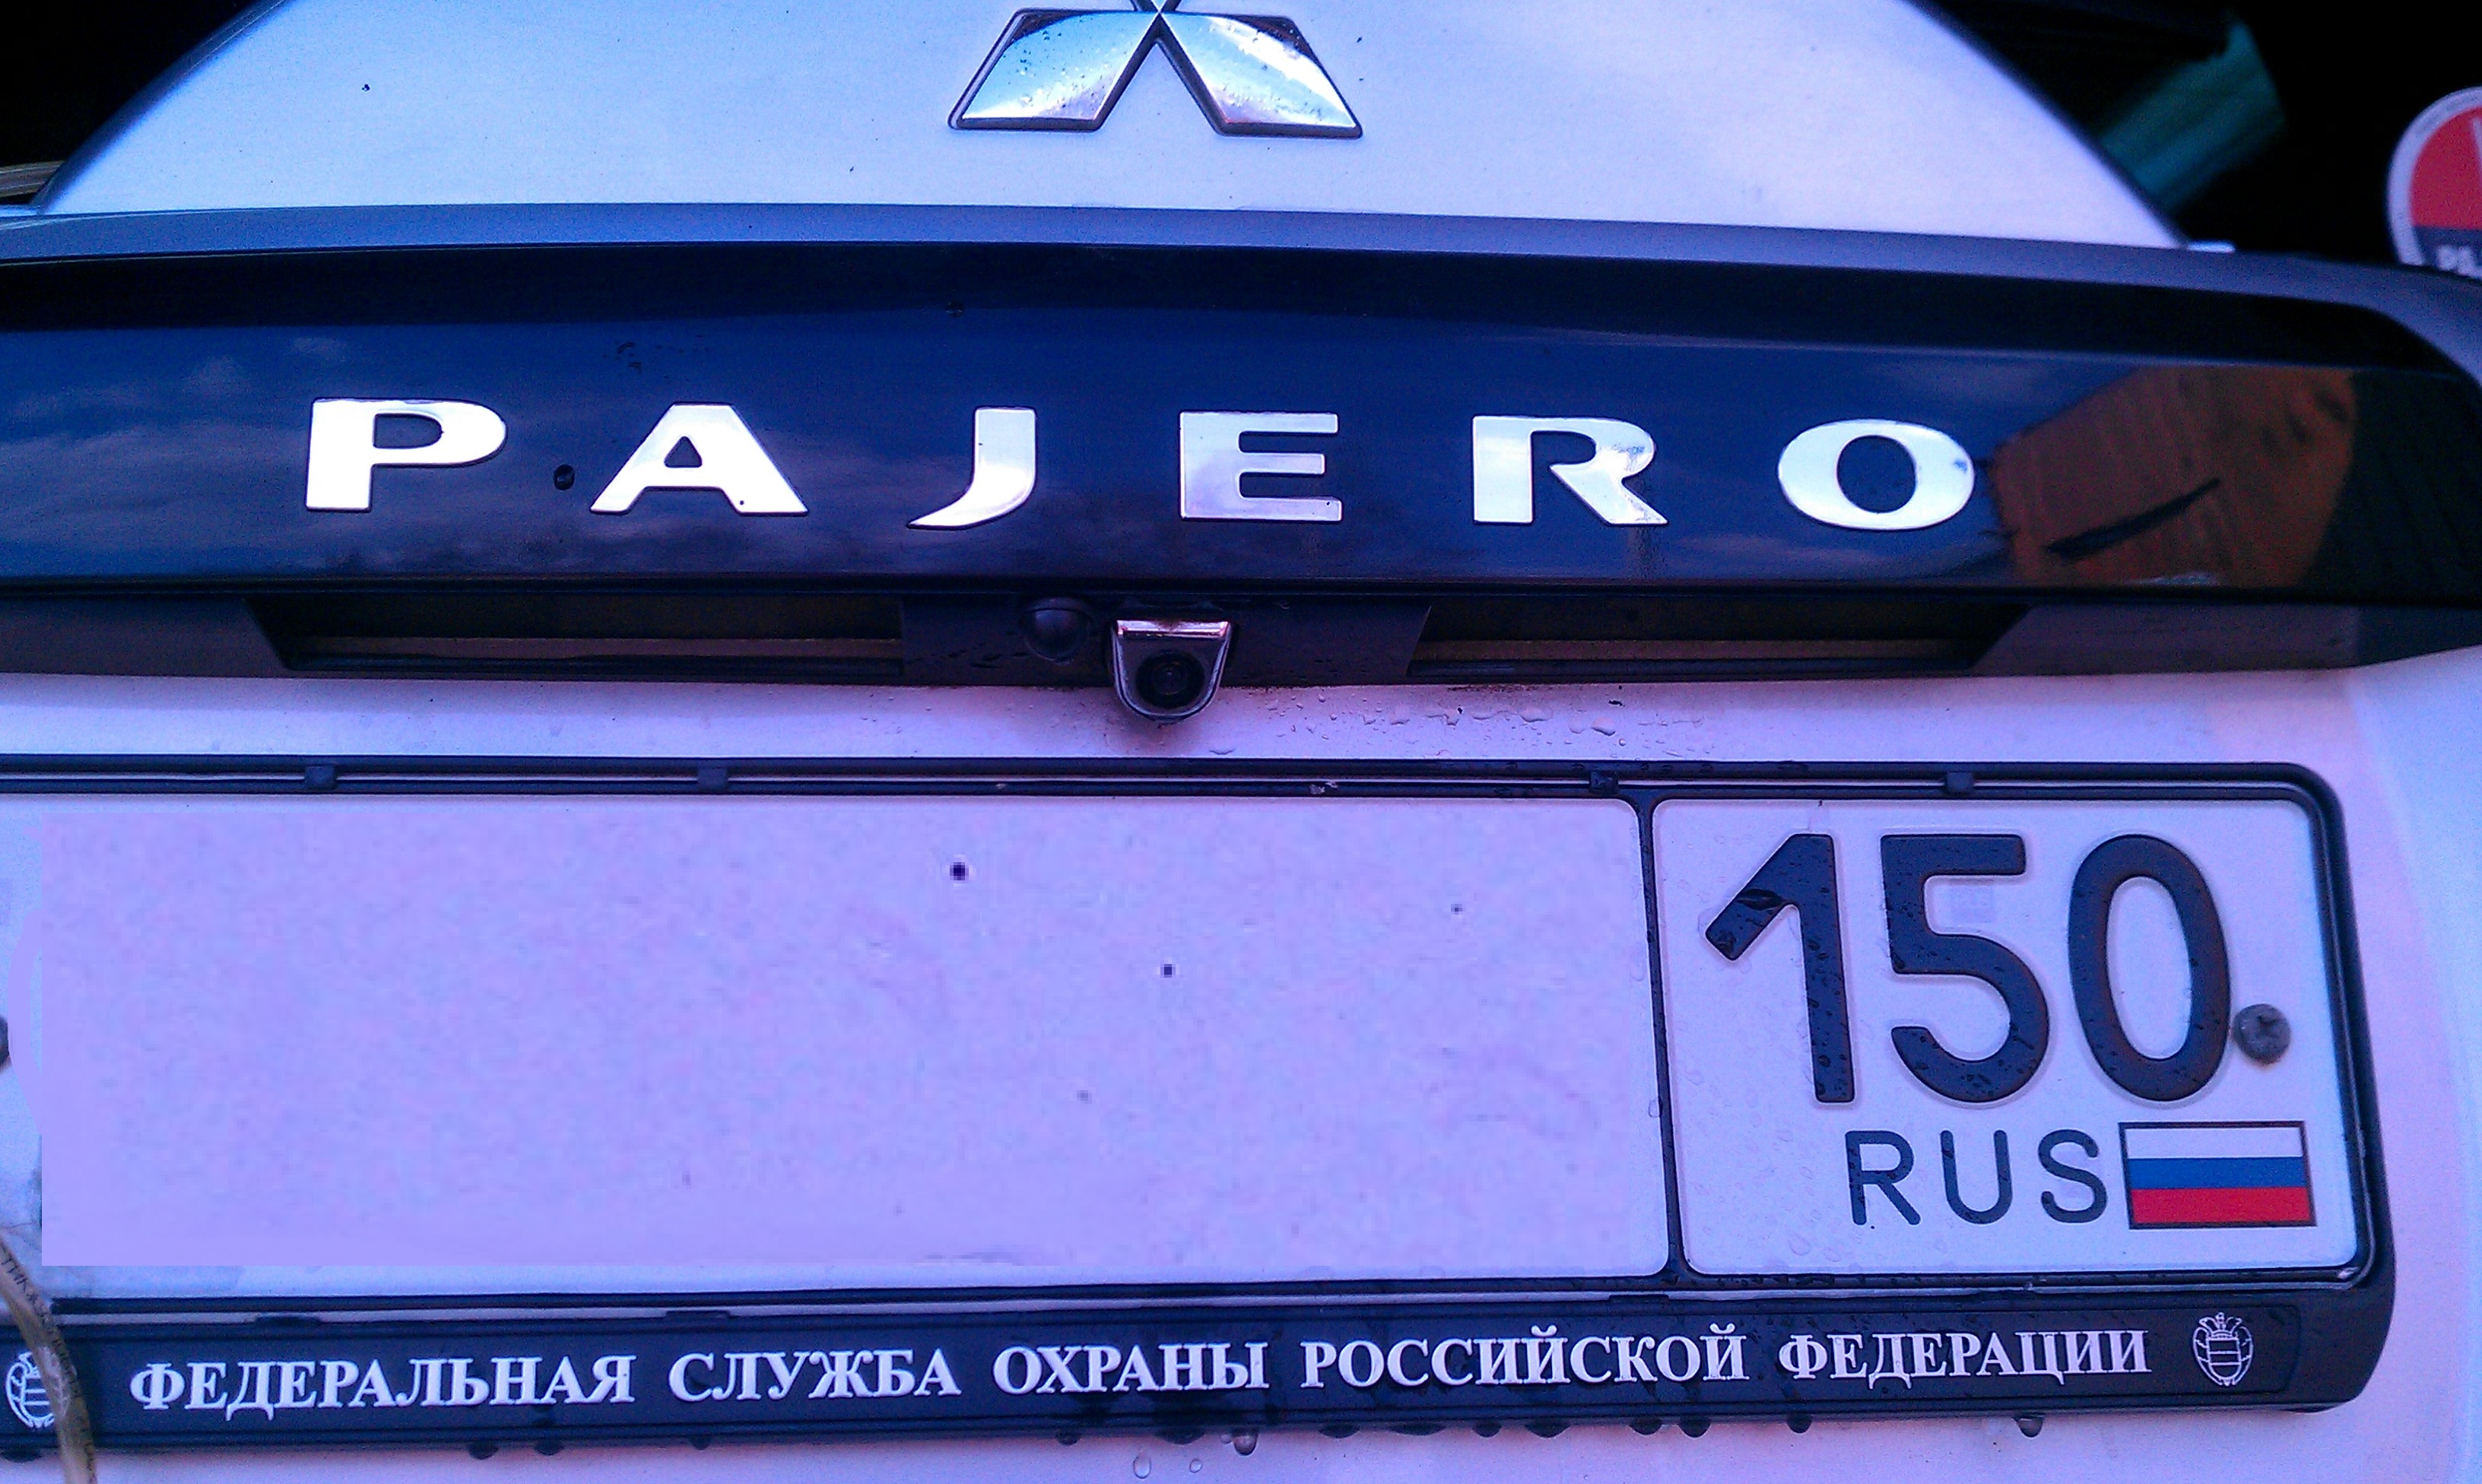 PAJERO
150
RUS
ФЕДЕРАЛЬНАЯ СЛУЖБА ОХРАНЫ РОССИЙСКОЙ ФЕДЕРАЦИИ